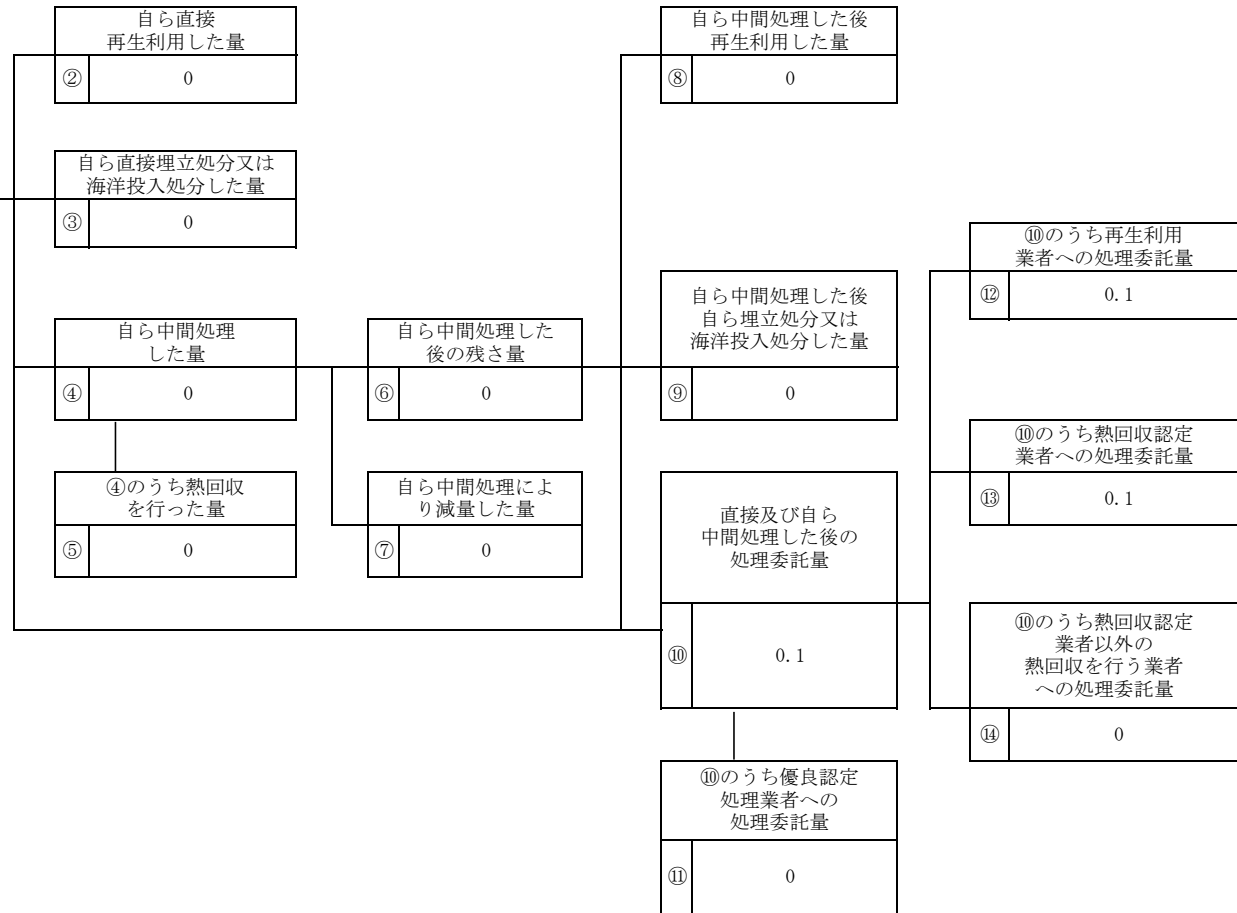 自ら直接
再生利用した量
② 0
自ら直接埋立処分又は
海洋投入処分した量
③ 0
自ら中間処理
した量
④ 0
④のうち熱回収
を行った量
⑤ 0
自ら中間処理した
後の残さ量
⑥ 0
自ら中間処理によ
り減量した量
⑦ 0
自ら中間処理した後
再生利用した量
⑧ 0
自ら中間処理した後
自ら埋立処分又は
海洋投入処分した量
⑨ 0
直接及び自ら
中間処理した後の
処理委託量
⑩ 0.1
⑩のうち優良認定
処理業者への
処理委託量
⑪ 0
⑩のうち再生利用
業者への処理委託量
⑫ 0.1
⑩のうち熱回収認定
業者への処理委託量
⑬ 0.1
⑩のうち熱回収認定
業者以外の
熱回収を行う業者
への処理委託量
⑭ 0